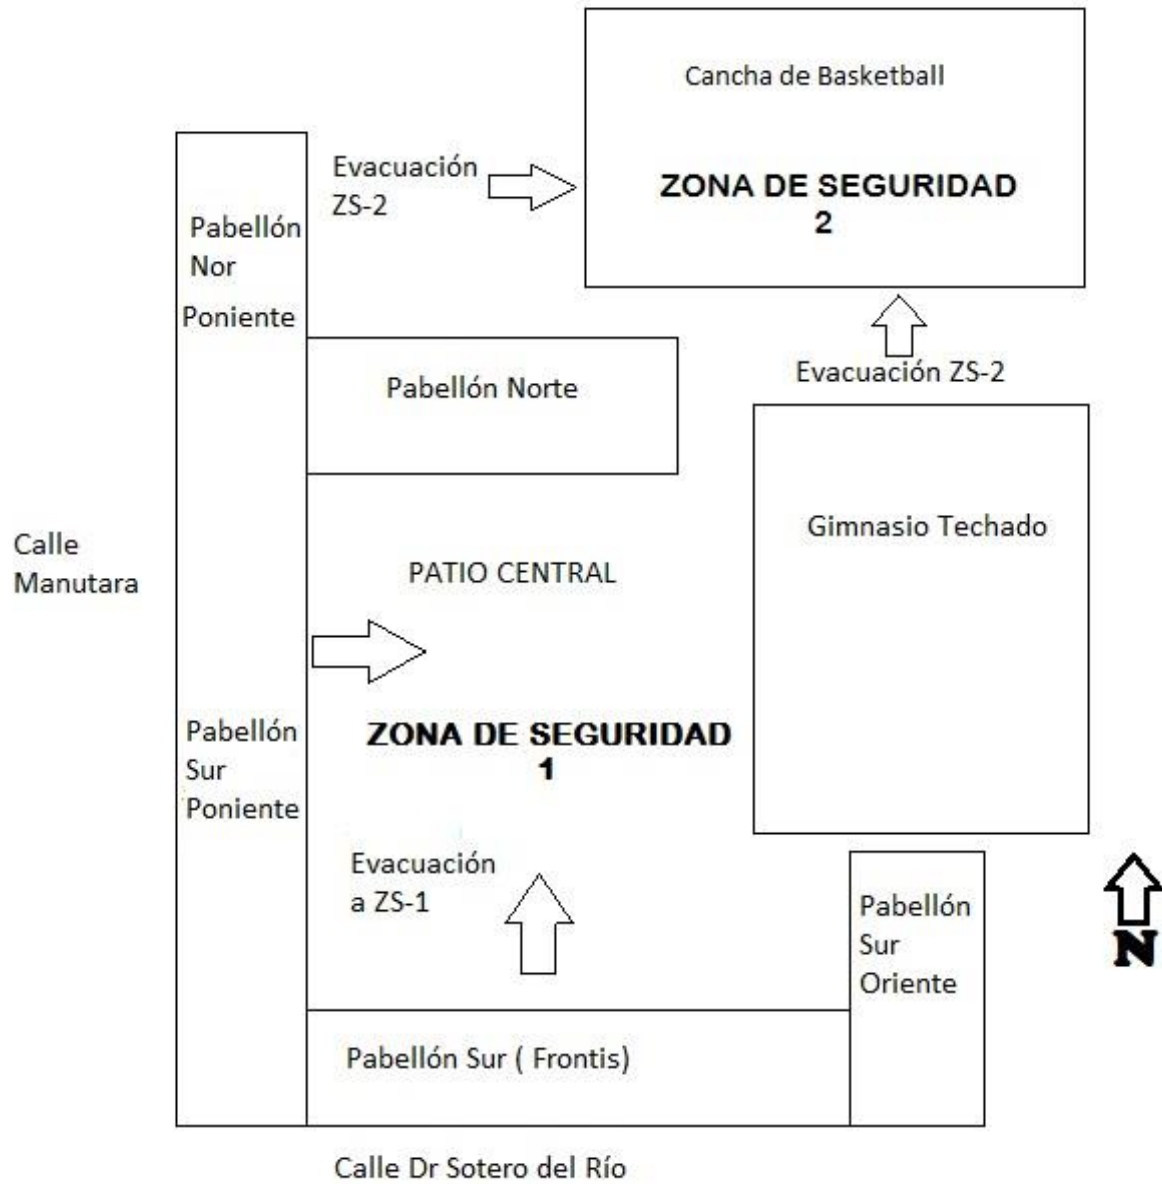 Cancha de Basketball
Evacuación
ZS-2
ZONA DE SEGURIDAD
2
Pabellón
Nor
Poniente
Evacuación ZS-2
Pabellón Norte
Gimnasio Techado
Calle
Manutara
PATIO CENTRAL
Pabellón
Sur
Poniente
ZONA DE SEGURIDAD
1
Evacuación
a ZS-1
Pabellón
Sur
Oriente
N
Pabellón Sur ( Frontis)
Calle Dr Sotero del Río